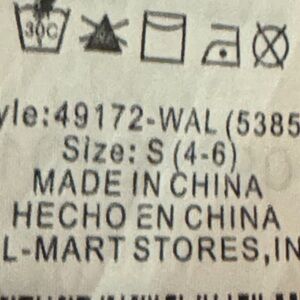 30C
yle:49172-WAL (5385
Size: S (4-6)
MADE IN CHINA
HECHO EN CHINA
L-MART STORES,IN